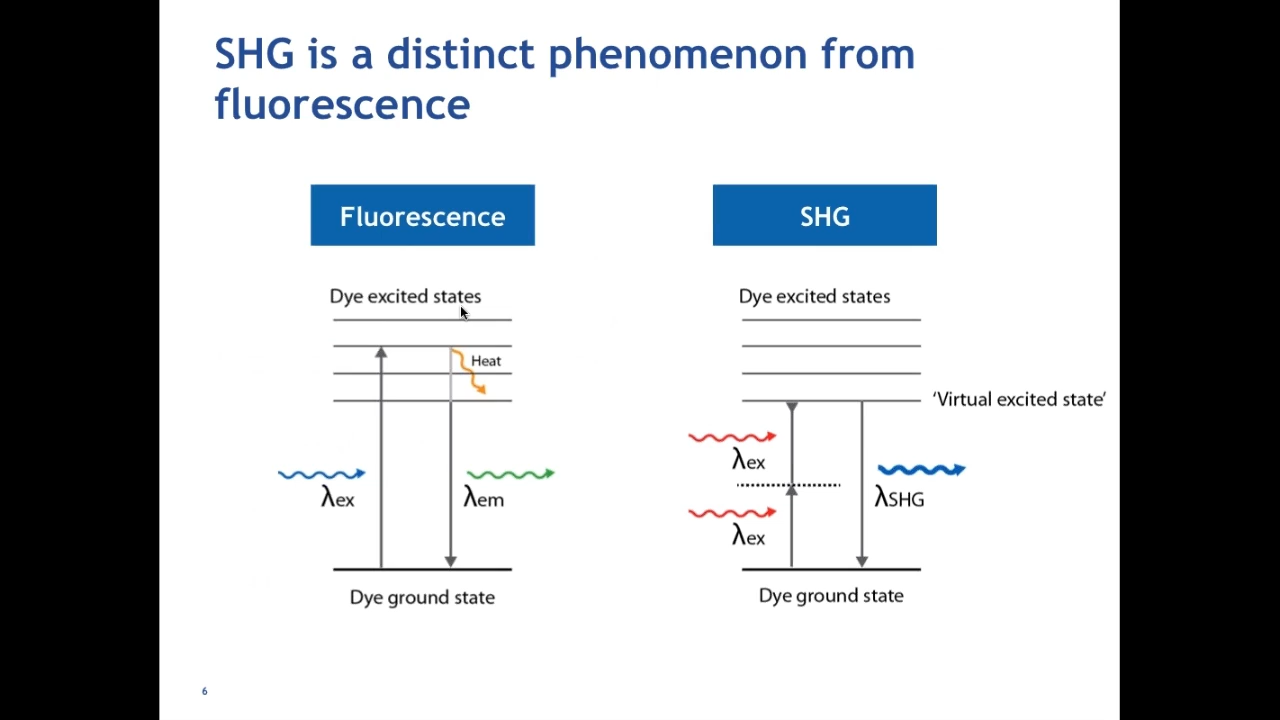 SHG is a distinct phenomenon from
fluorescence
Fluorescence
Dye excited states
Heat
λex
λem
Dye ground state
SHG
Dye excited states
'Virtual excited state'
λex
λex
λSHG
Dye ground state
6